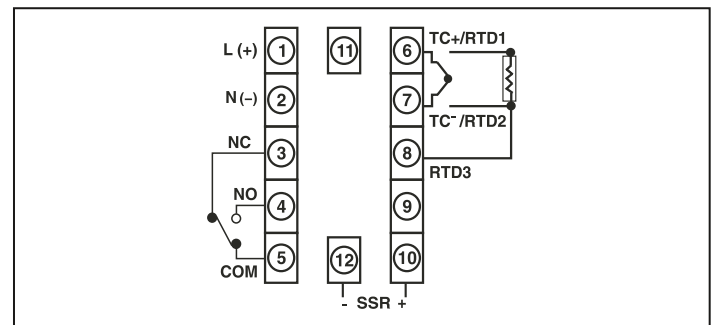 L (+) 1 11 6 TC+/RTD1
N (−) 2 7 TC-/RTD2
NC 3 8 RTD3
NO 4 9
COM 5 12 10
- SSR +